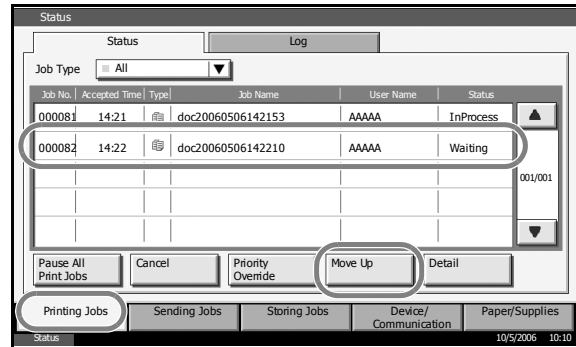 Status
Status Log
Job Type All
Job No. Accepted Time Type Job Name User Name Status
000081 14:21 doc20060506142153 AAAAA InProcess
000082 14:22 doc20060506142210 AAAAA Waiting
001/001
Pause All Print Jobs Cancel Priority Override Move Up Detail
Printing Jobs Sending Jobs Storing Jobs Device/ Communication Paper/Supplies
Status 10/5/2006 10:10